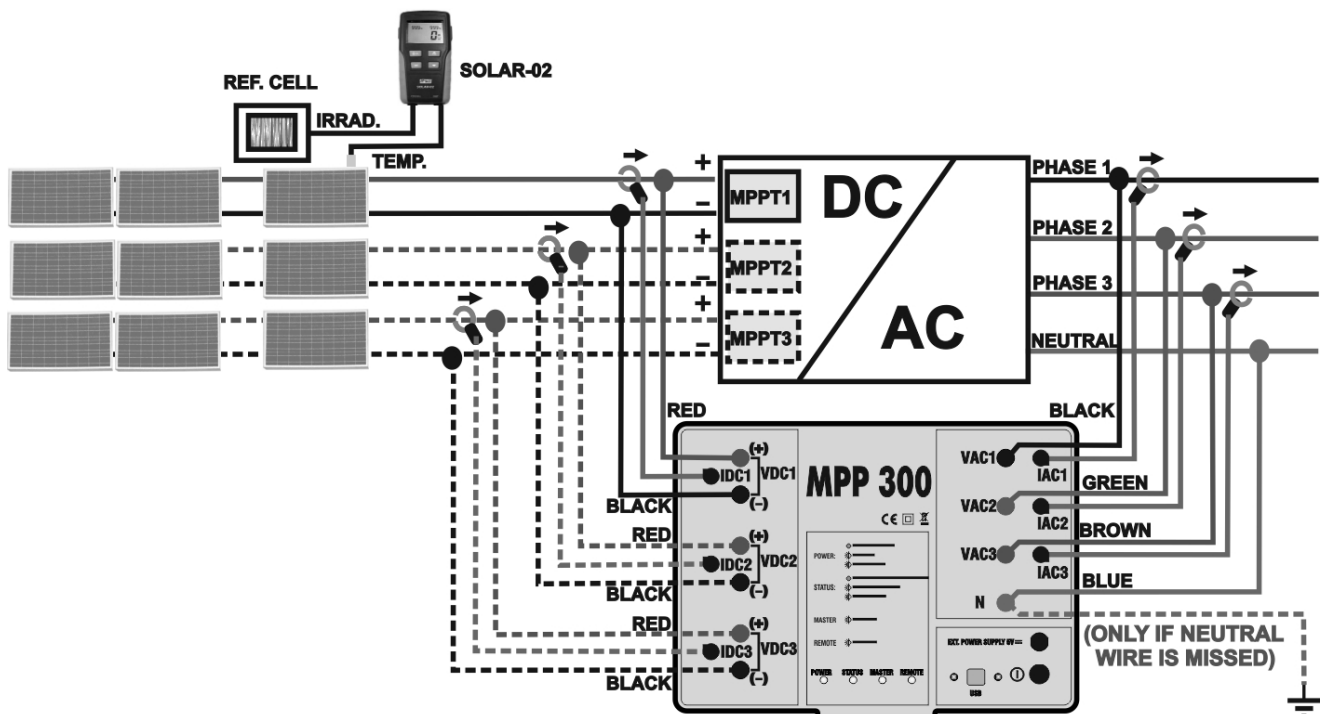 SOLAR-02
REF. CELL
IRRAD.
TEMP.
+
−
+
−
+
−
MPPT1
MPPT2
MPPT3
DC
AC
PHASE 1
PHASE 2
PHASE 3
NEUTRAL
RED
BLACK
RED
BLACK
RED
BLACK
(+)
IDC1
VDC1
(−)
(+)
IDC2
VDC2
(−)
(+)
IDC3
VDC3
(−)
MPP 300
CE
POWER:
STATUS:
MASTER
REMOTE
POWER STATUS MASTER REMOTE
BLACK
VAC1
IAC1
GREEN
VAC2
IAC2
BROWN
VAC3
IAC3
BLUE
N
(ONLY IF NEUTRAL
WIRE IS MISSED)
EXT. POWER SUPPLY 5V
USB